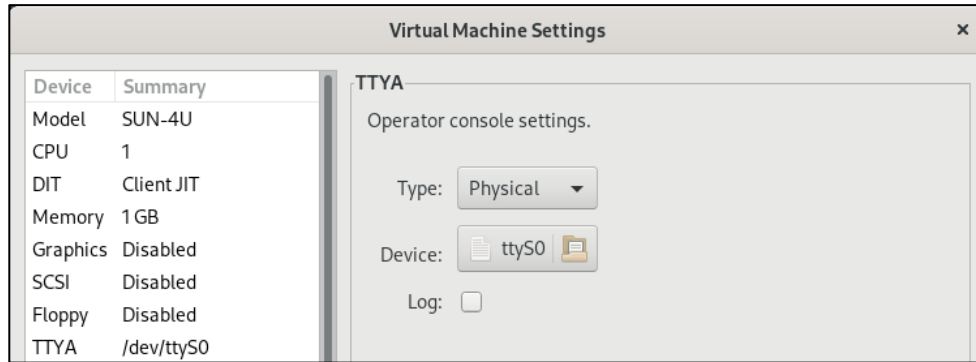 Virtual Machine Settings
Device Summary
Model SUN-4U
CPU 1
DIT Client JIT
Memory 1 GB
Graphics Disabled
SCSI Disabled
Floppy Disabled
TTYA /dev/ttyS0
TTYA
Operator console settings.
Type: Physical
Device: ttyS0
Log: